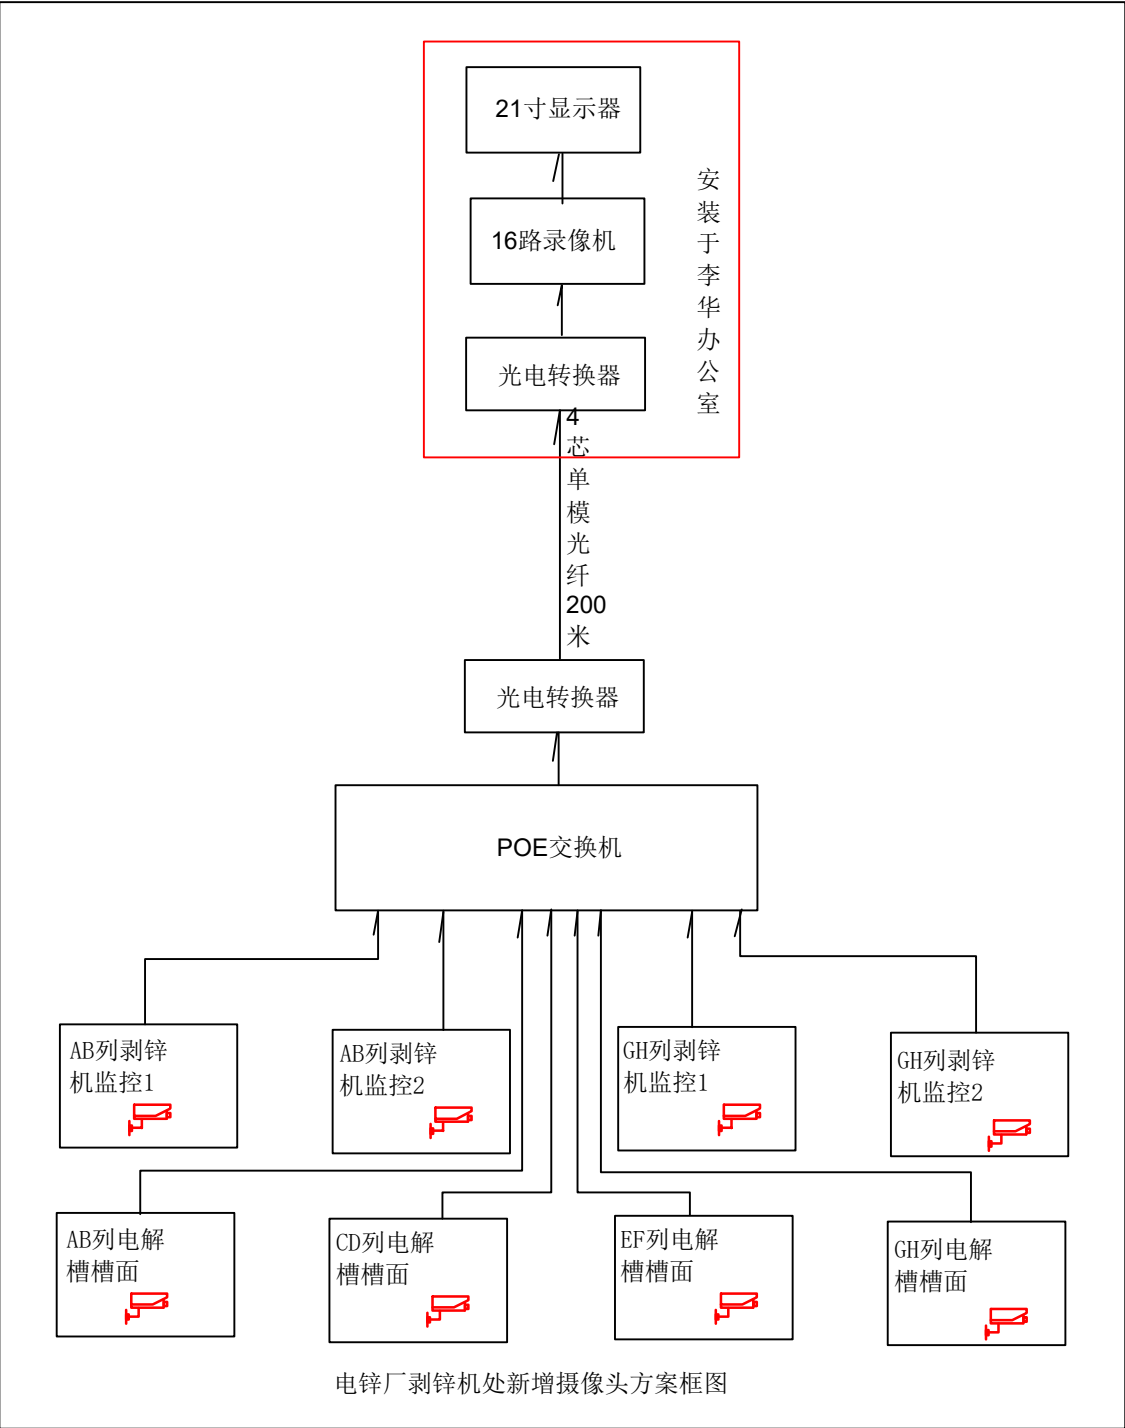 21寸显示器
16路录像机
光电转换器
安装于李华办公室
4芯单模光纤200米
光电转换器
POE交换机
AB列剥锌
机监控1
AB列剥锌
机监控2
GH列剥锌
机监控1
GH列剥锌
机监控2
AB列电解
槽槽面
CD列电解
槽槽面
EF列电解
槽槽面
GH列电解
槽槽面
电锌厂剥锌机处新增摄像头方案框图